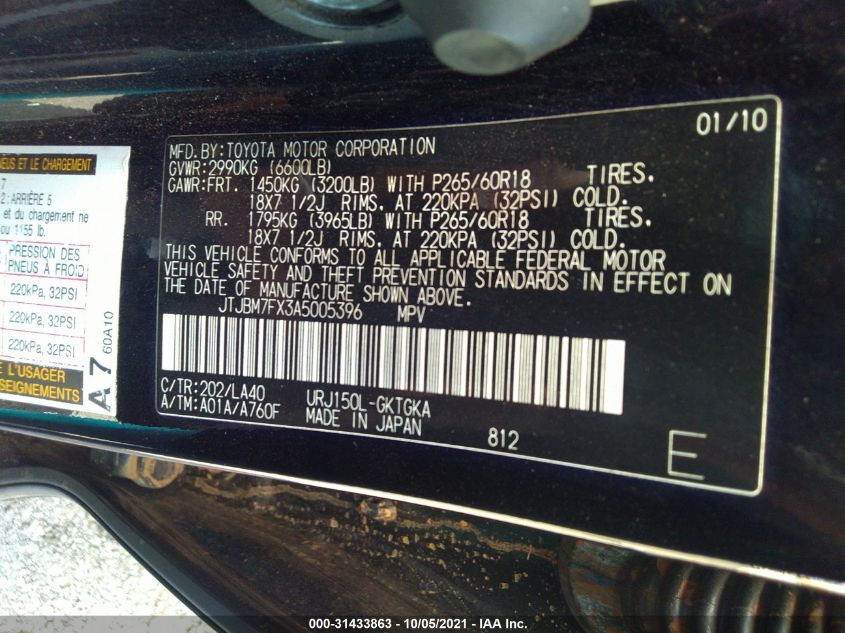 01/10
MFD.BY:TOYOTA MOTOR CORPORATION
GVWR:2990KG (6600LB)
GAWR:FRT. 1450KG (3200LB) WITH P265/60R18 TIRES,
18X7 1/2J RIMS, AT 220KPA (32PSI) COLD.
RR. 1795KG (3965LB) WITH P265/60R18 TIRES,
18X7 1/2J RIMS, AT 220KPA (32PSI) COLD.
THIS VEHICLE CONFORMS TO ALL APPLICABLE FEDERAL MOTOR
VEHICLE SAFETY AND THEFT PREVENTION STANDARDS IN EFFECT ON
THE DATE OF MANUFACTURE SHOWN ABOVE.
JTJBM7FX3A5005396 MPV
C/TR:202/LA40 URJ150L-GKTGKA
A/TM:A01A/A760F MADE IN JAPAN 812
E
ET LE CHARGEMENT
7
2: ARRIÈRE 5
et du chargement ne
ou 1155 lb.
PRESSION DES
PNEUS À FROID
220kPa, 32PSI
220kPa, 32PSI
220kPa, 32PSI
L'USAGER
A7 60A10
000-31433863 - 10/05/2021 - IAA Inc.